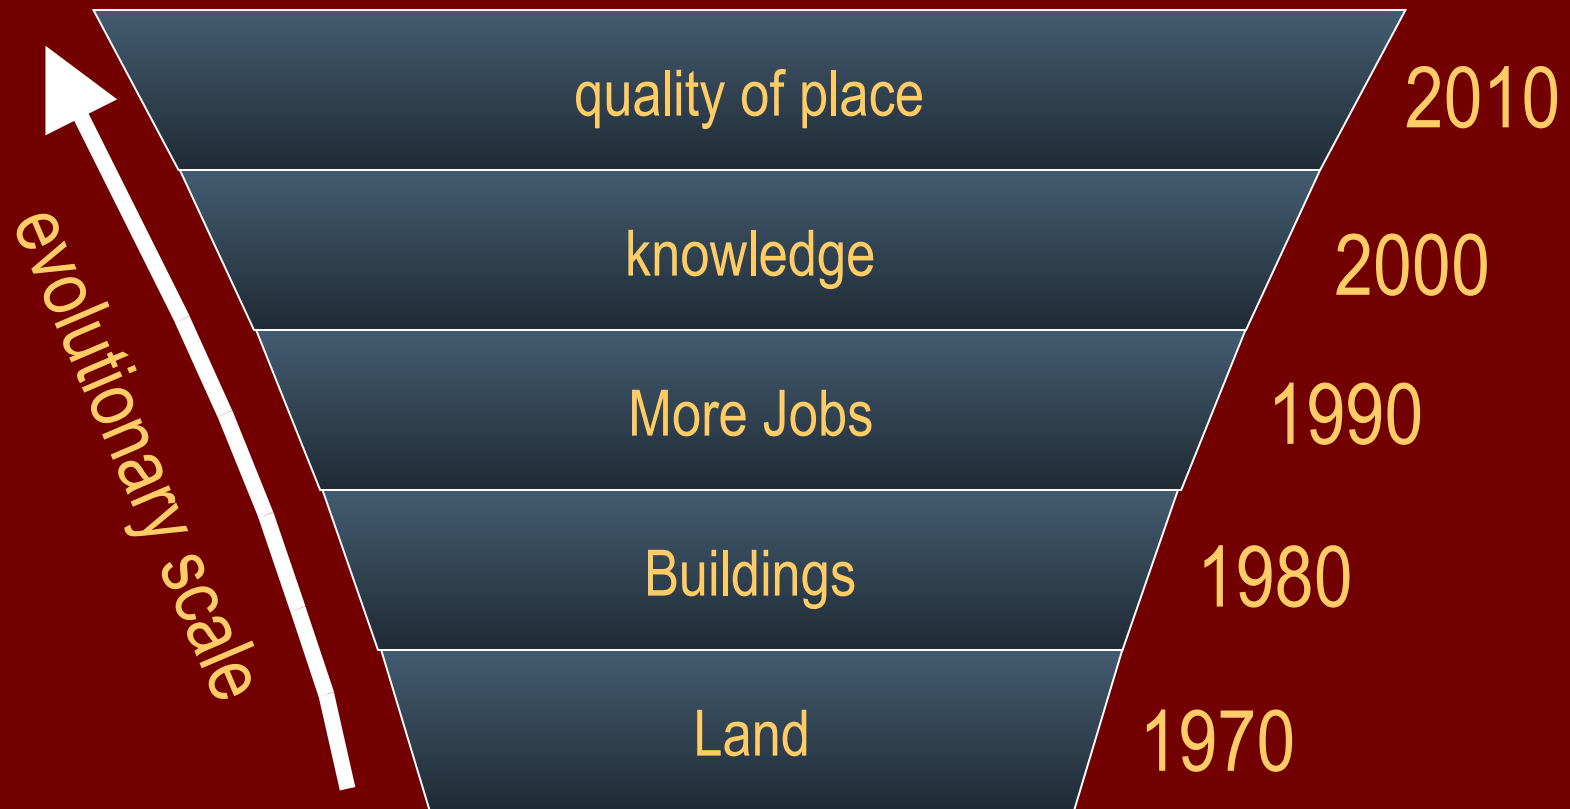 quality of place
2010
knowledge
2000
More Jobs
1990
Buildings
1980
Land
1970
evolutionary scale